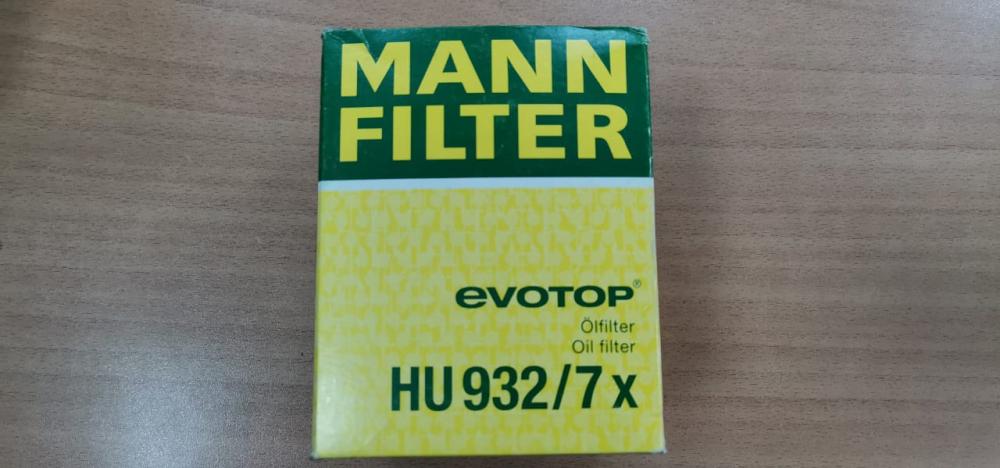 MANN
FILTER
evotop®
Ölfilter
Oil filter
HU 932/7 x